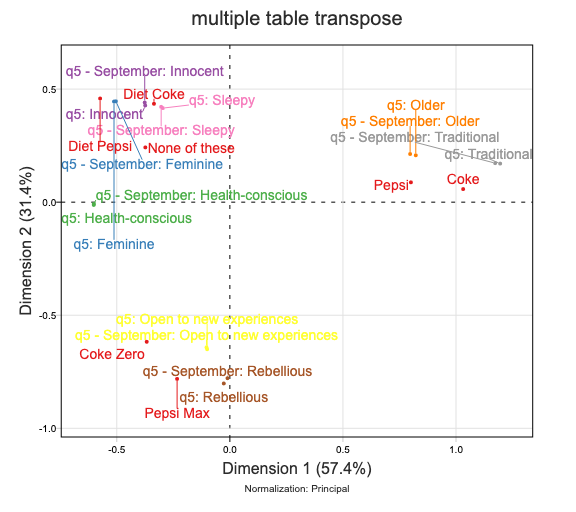 multiple table transpose
q5 - September: Innocent
0.5
Diet Coke
q5: Sleepy
q5: Older
q5: Innocent
q5 - September: Older
q5 - September: Sleepy
q5 - September: Traditional
Diet Pepsi
None of these
q5: Traditional
q5 - September: Feminine
Pepsi
Coke
q5 - September: Health-conscious
0.0
q5: Health-conscious
q5: Feminine
Dimension 2 (31.4%)
-0.5
q5: Open to new experiences
q5 - September: Open to new experiences
Coke Zero
q5 - September: Rebellious
q5: Rebellious
Pepsi Max
-1.0
-0.5
0.0
0.5
1.0
Dimension 1 (57.4%)
Normalization: Principal